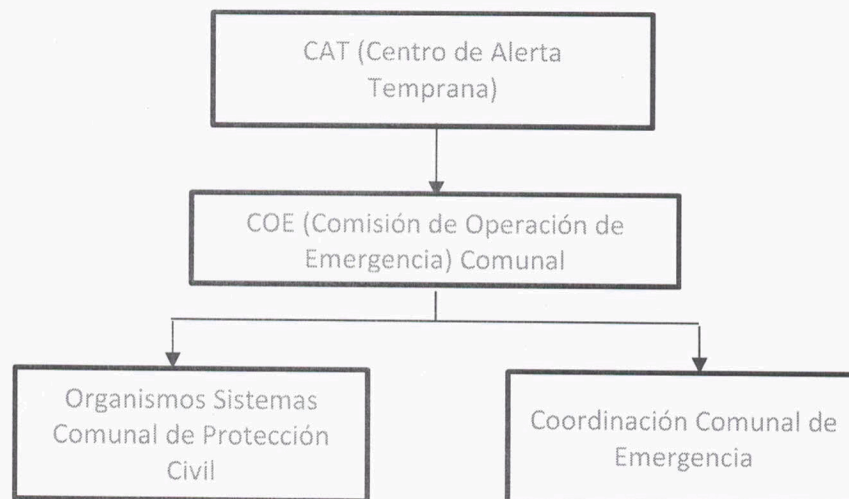 CAT (Centro de Alerta
Temprana)
COE (Comisión de Operación de
Emergencia) Comunal
Organismos Sistemas
Comunal de Protección
Civil
Coordinación Comunal de
Emergencia